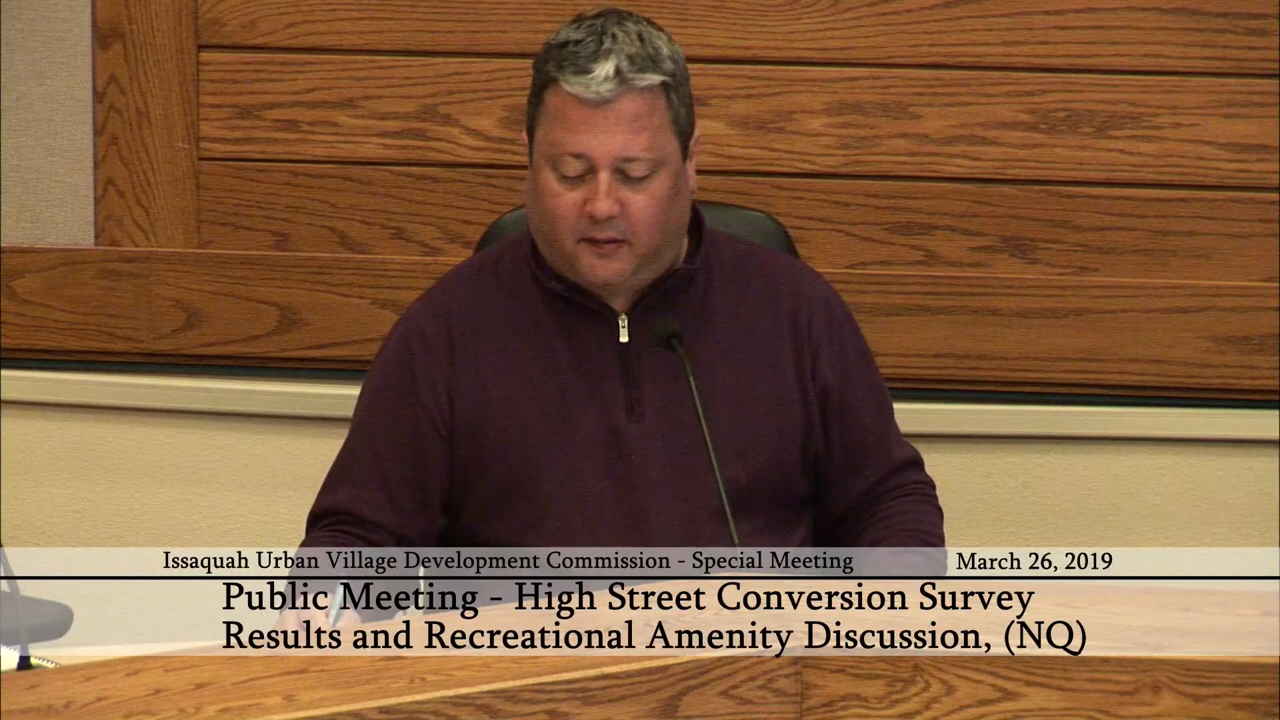 Issaquah Urban Village Development Commission - Special Meeting
March 26, 2019
Public Meeting - High Street Conversion Survey
Results and Recreational Amenity Discussion, (NQ)